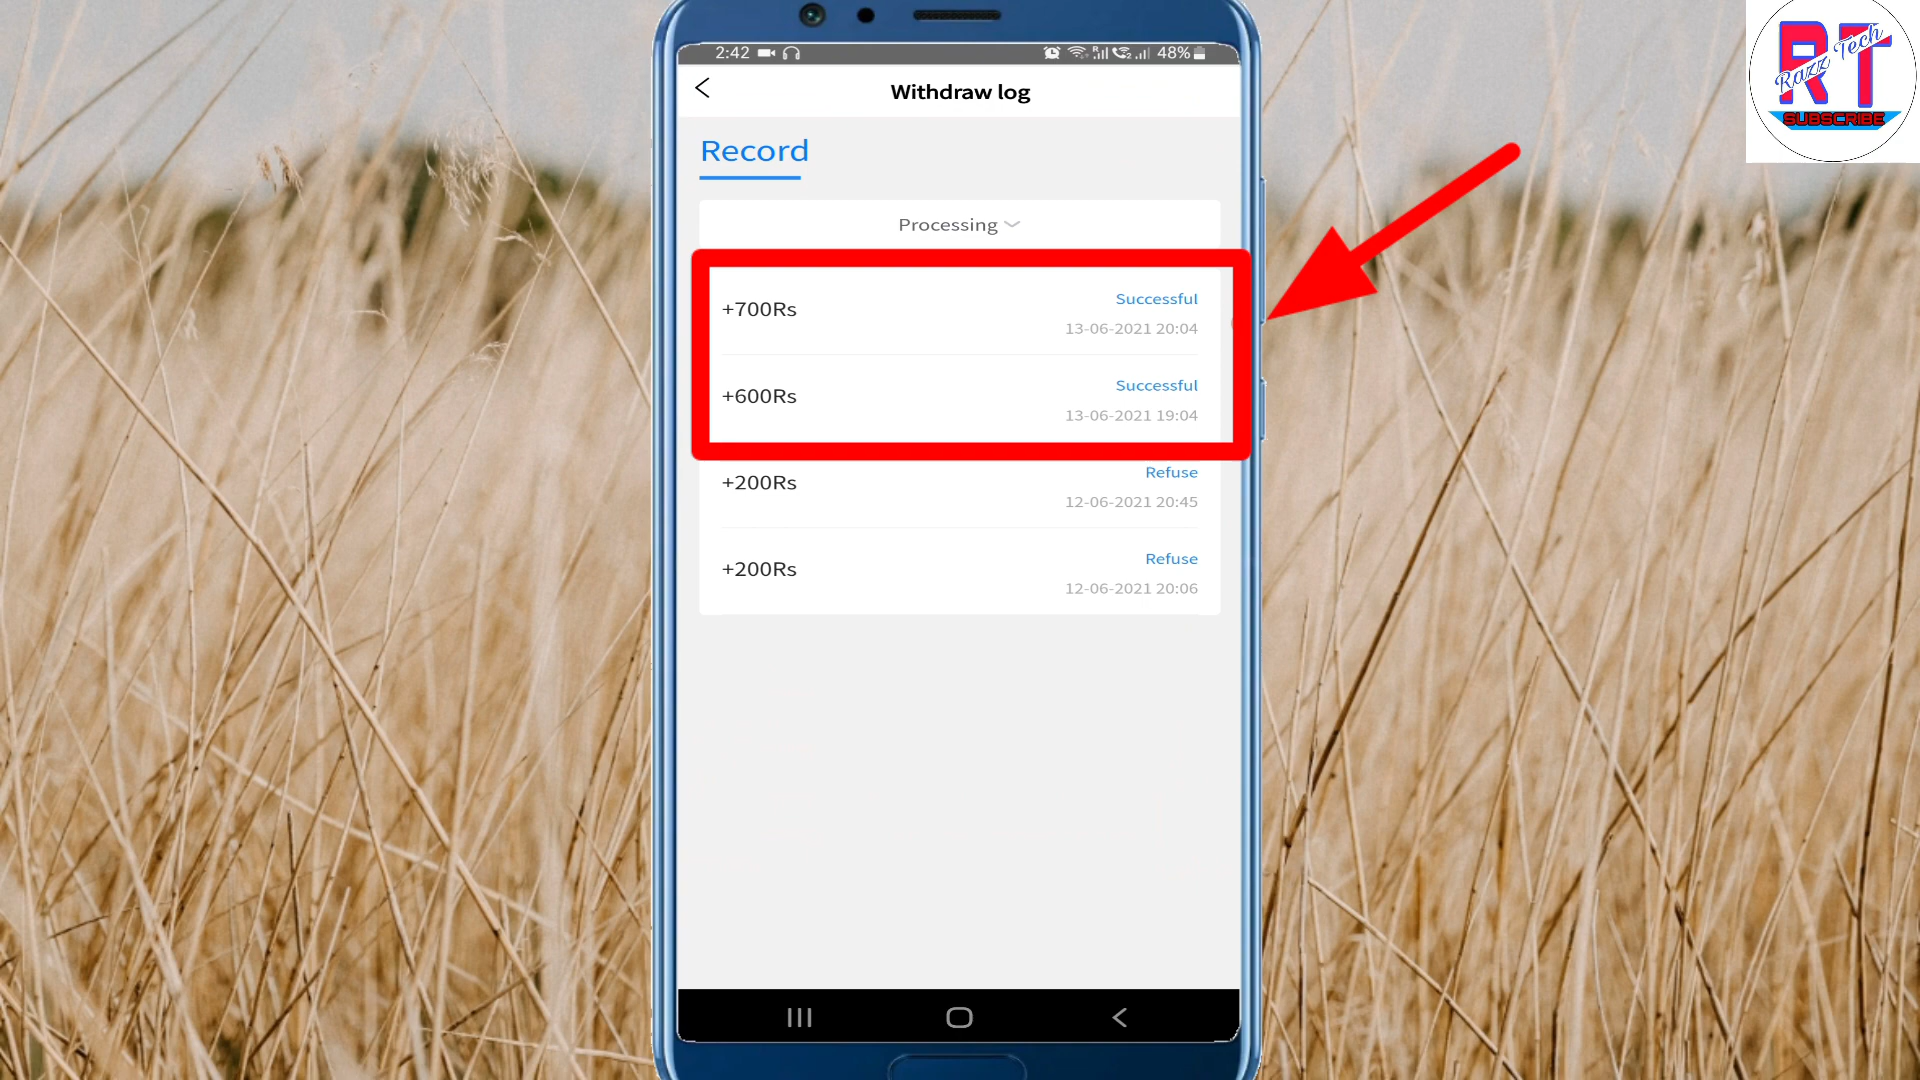 2:42
48%
Withdraw log
Record
Processing
+700Rs
Successful
13-06-2021 20:04
+600Rs
Successful
13-06-2021 19:04
+200Rs
Refuse
12-06-2021 20:45
+200Rs
Refuse
12-06-2021 20:06
RT
Razz Tech
SUBSCRIBE